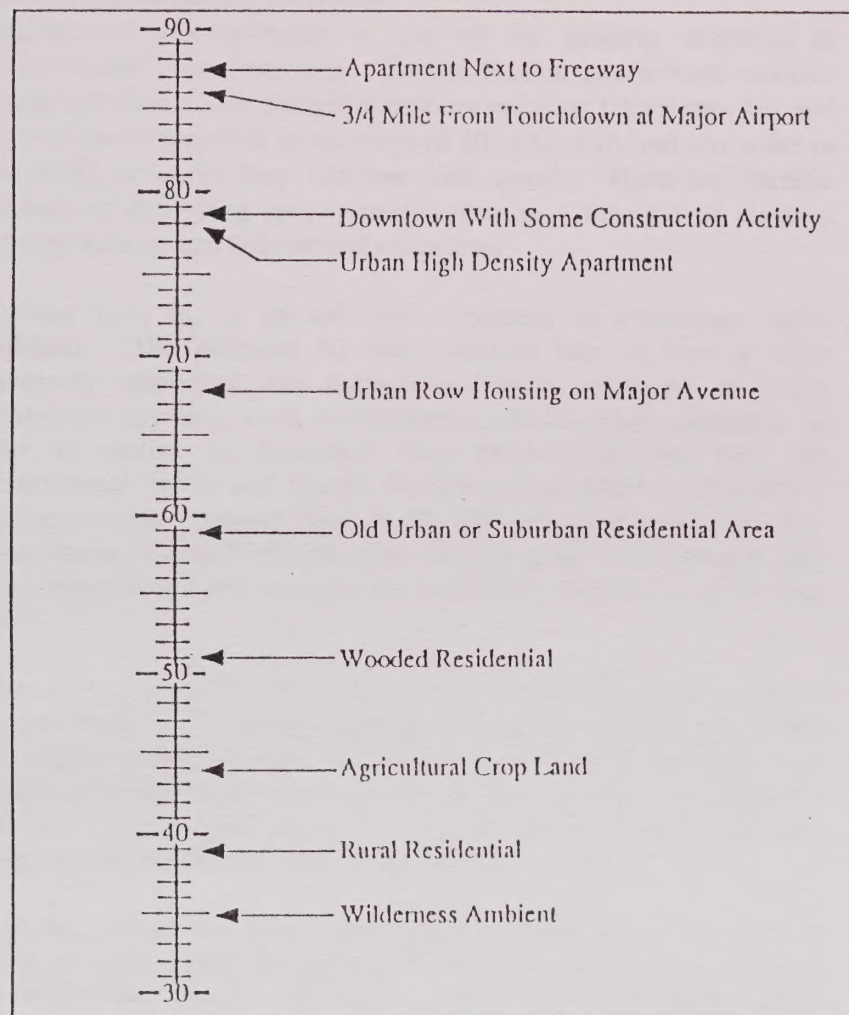 90
Apartment Next to Freeway
3/4 Mile From Touchdown at Major Airport
80
Downtown With Some Construction Activity
Urban High Density Apartment
70
Urban Row Housing on Major Avenue
60
Old Urban or Suburban Residential Area
Wooded Residential
50
Agricultural Crop Land
40
Rural Residential
Wilderness Ambient
30